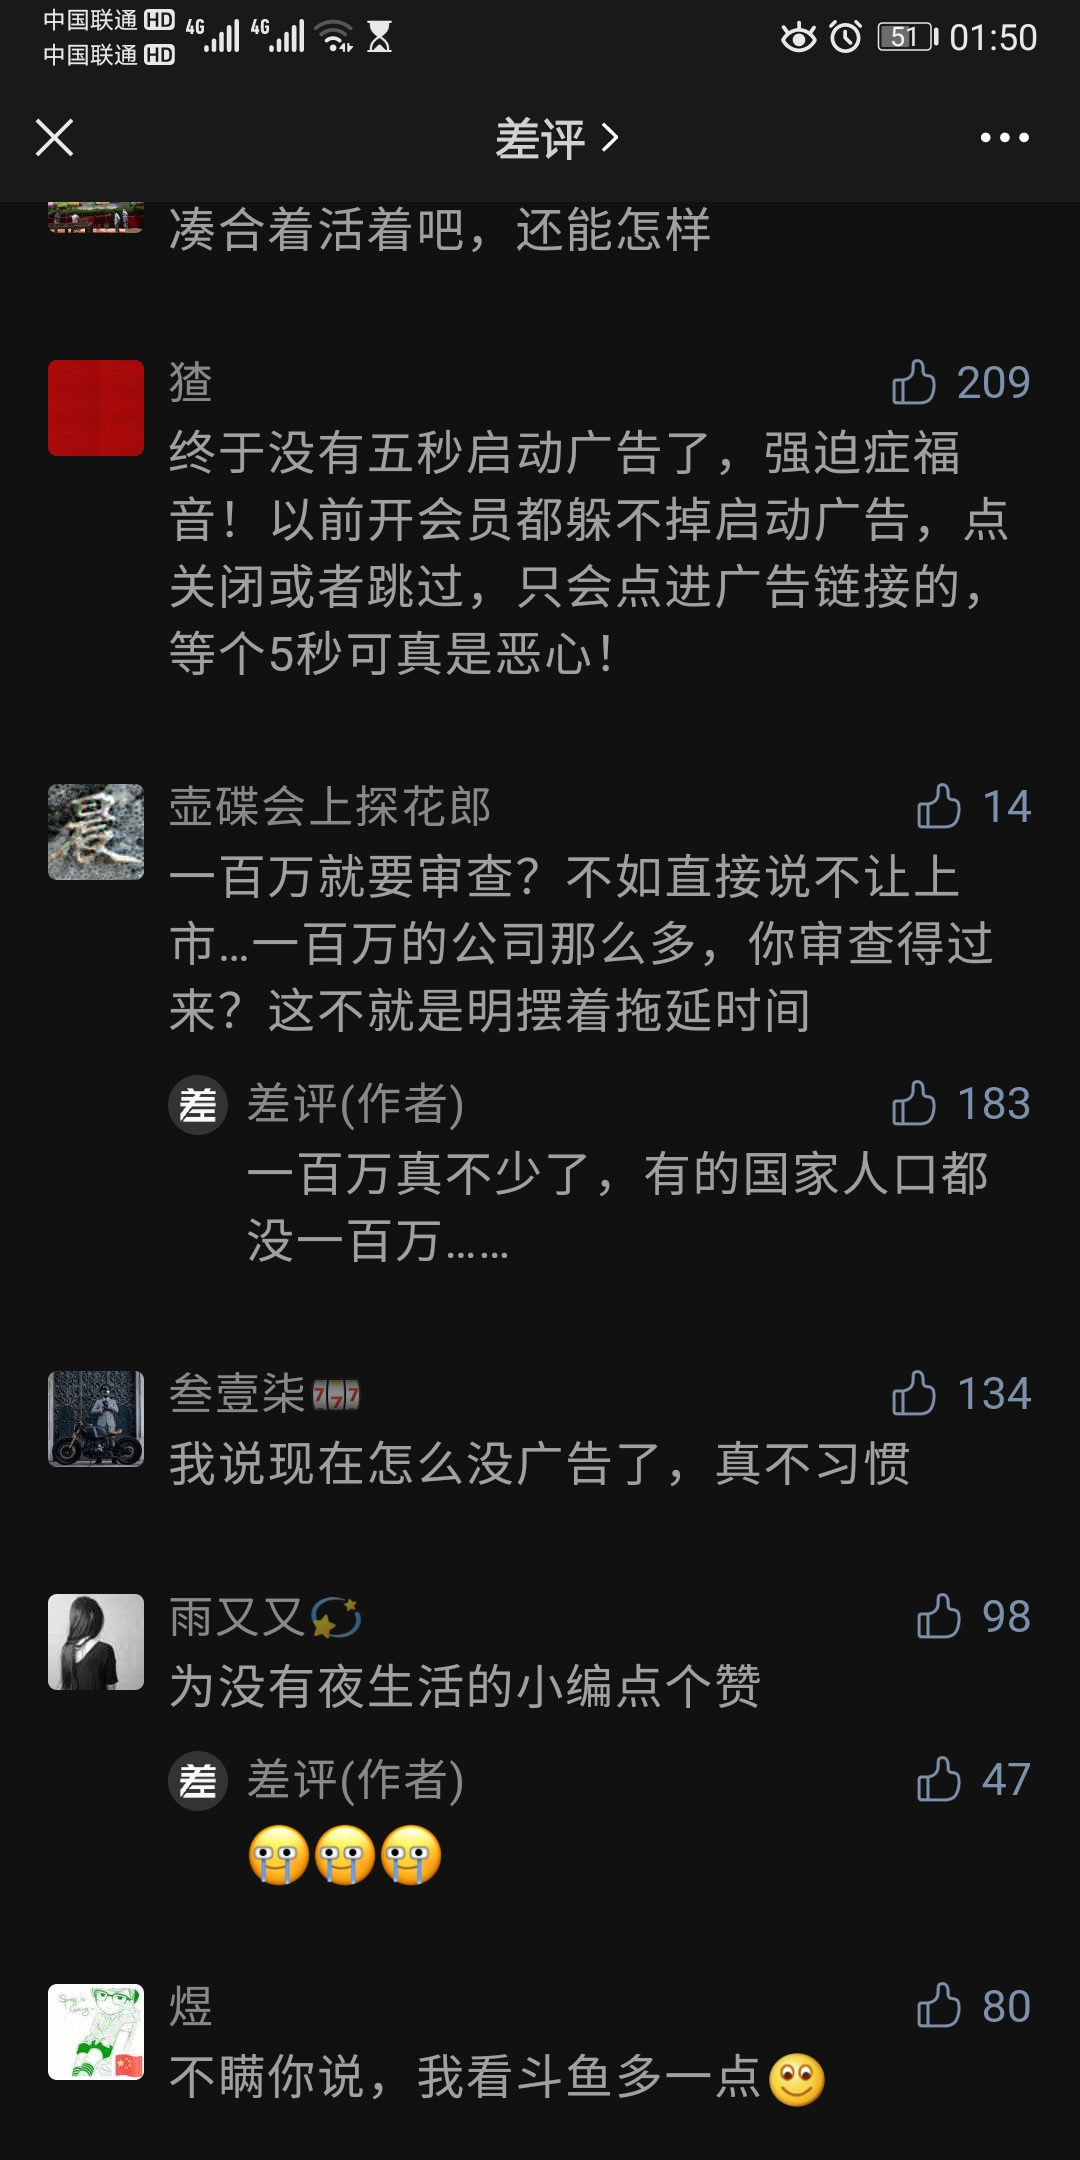 中国联通 HD 4G 4G 51 01:50
中国联通 HD
差评
凑合着活着吧，还能怎样
猹 209
终于没有五秒启动广告了，强迫症福
音！以前开会员都躲不掉启动广告，点
关闭或者跳过，只会点进广告链接的，
等个5秒可真是恶心！
壶碟会上探花郎 14
一百万就要审查？不如直接说不让上
市…一百万的公司那么多，你审查得过
来？这不就是明摆着拖延时间
差 差评(作者) 183
一百万真不少了，有的国家人口都
没一百万……
叁壹柒🎰 134
我说现在怎么没广告了，真不习惯
雨又又💫 98
为没有夜生活的小编点个赞
差 差评(作者) 47
煜 80
不瞒你说，我看斗鱼多一点